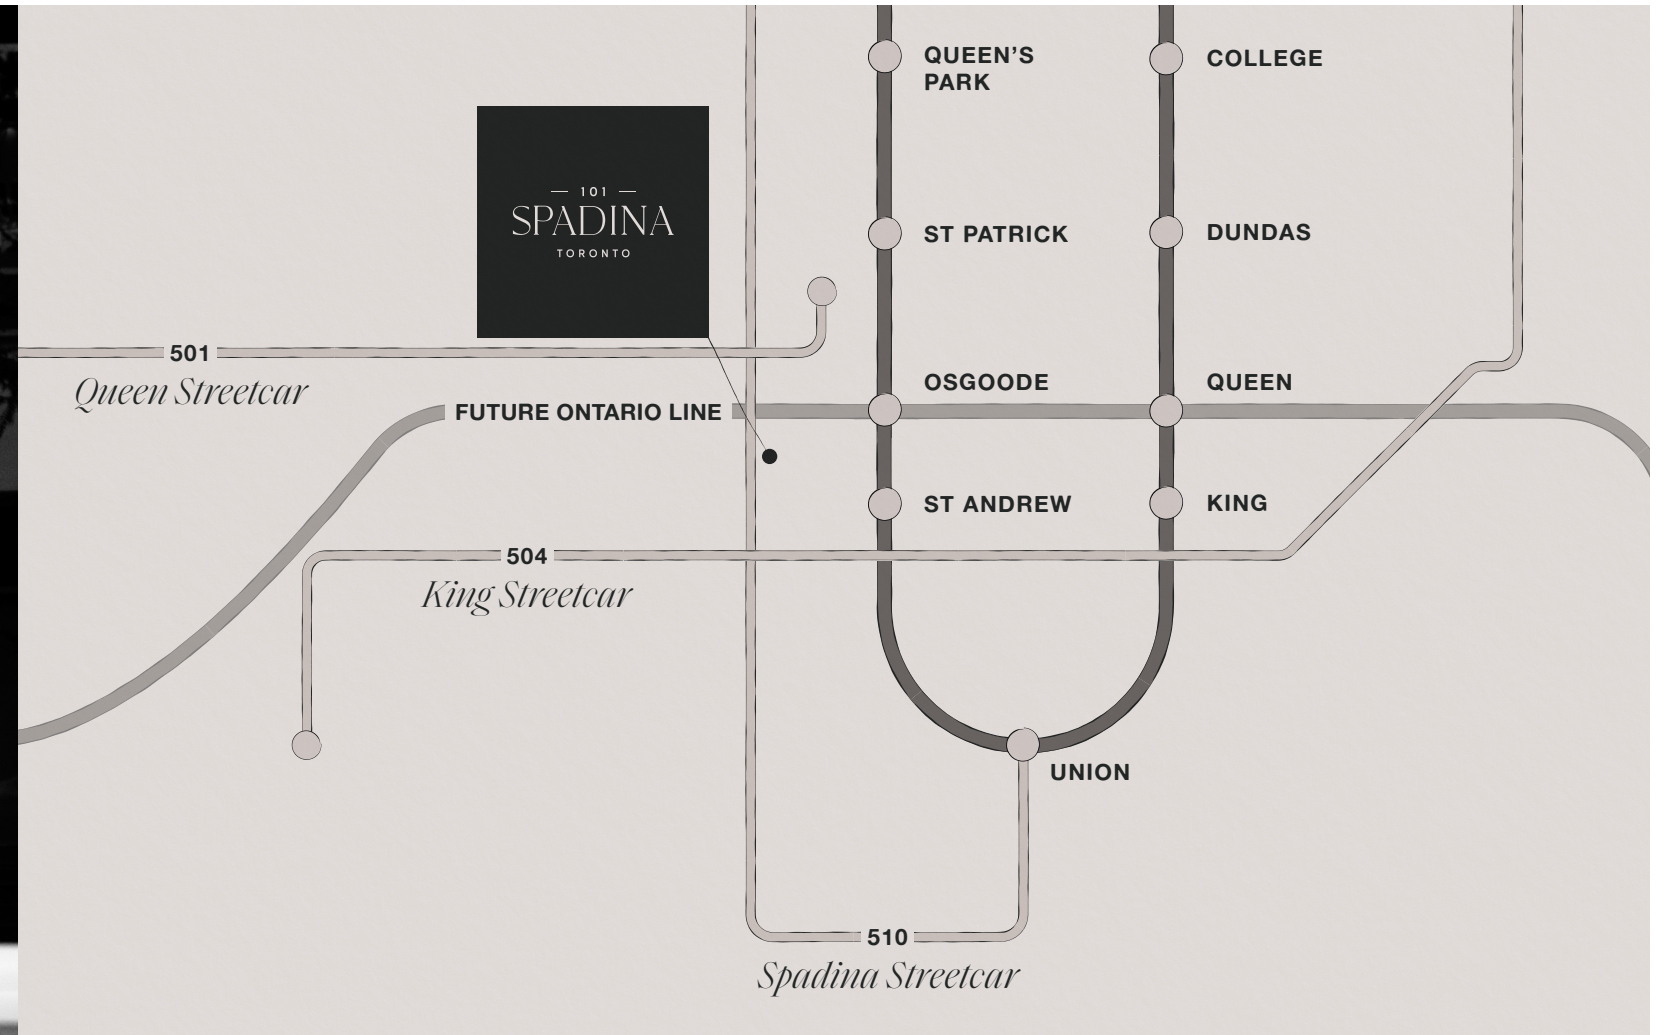 QUEEN’S
PARK
COLLEGE
— 101 —
SPADINA
TORONTO
ST PATRICK
DUNDAS
501
Queen Streetcar
OSGOODE
QUEEN
FUTURE ONTARIO LINE
ST ANDREW
KING
504
King Streetcar
UNION
510
Spadina Streetcar